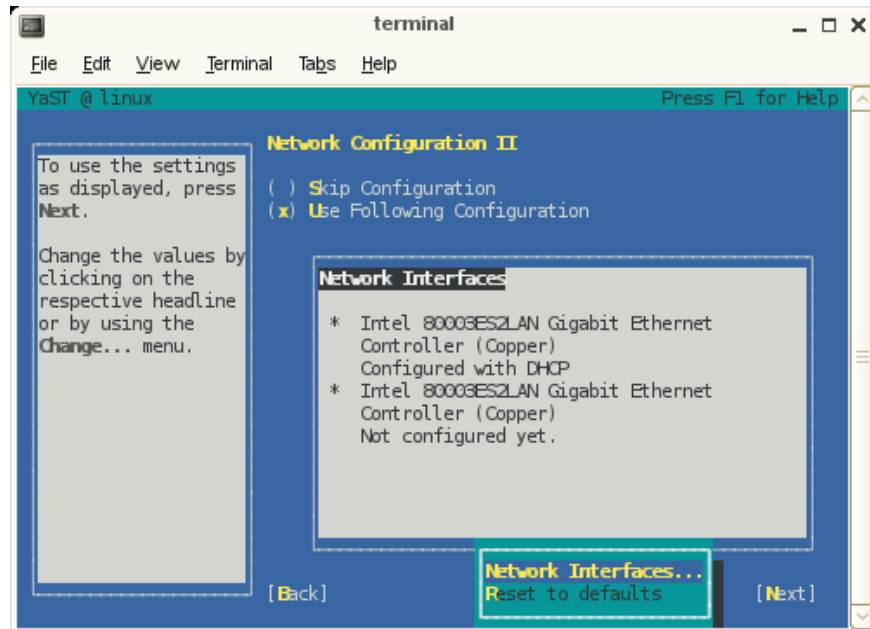 terminal
File Edit View Terminal Tabs Help
YaST @ linux Press F1 for Help
To use the settings
as displayed, press
Next.
Change the values by
clicking on the
respective headline
or by using the
Change... menu.
Network Configuration II
( ) Skip Configuration
(x) Use Following Configuration
Network Interfaces
* Intel 80003ES2LAN Gigabit Ethernet
Controller (Copper)
Configured with DHCP
* Intel 80003ES2LAN Gigabit Ethernet
Controller (Copper)
Not configured yet.
Network Interfaces...
Reset to defaults
[Back] [Next]